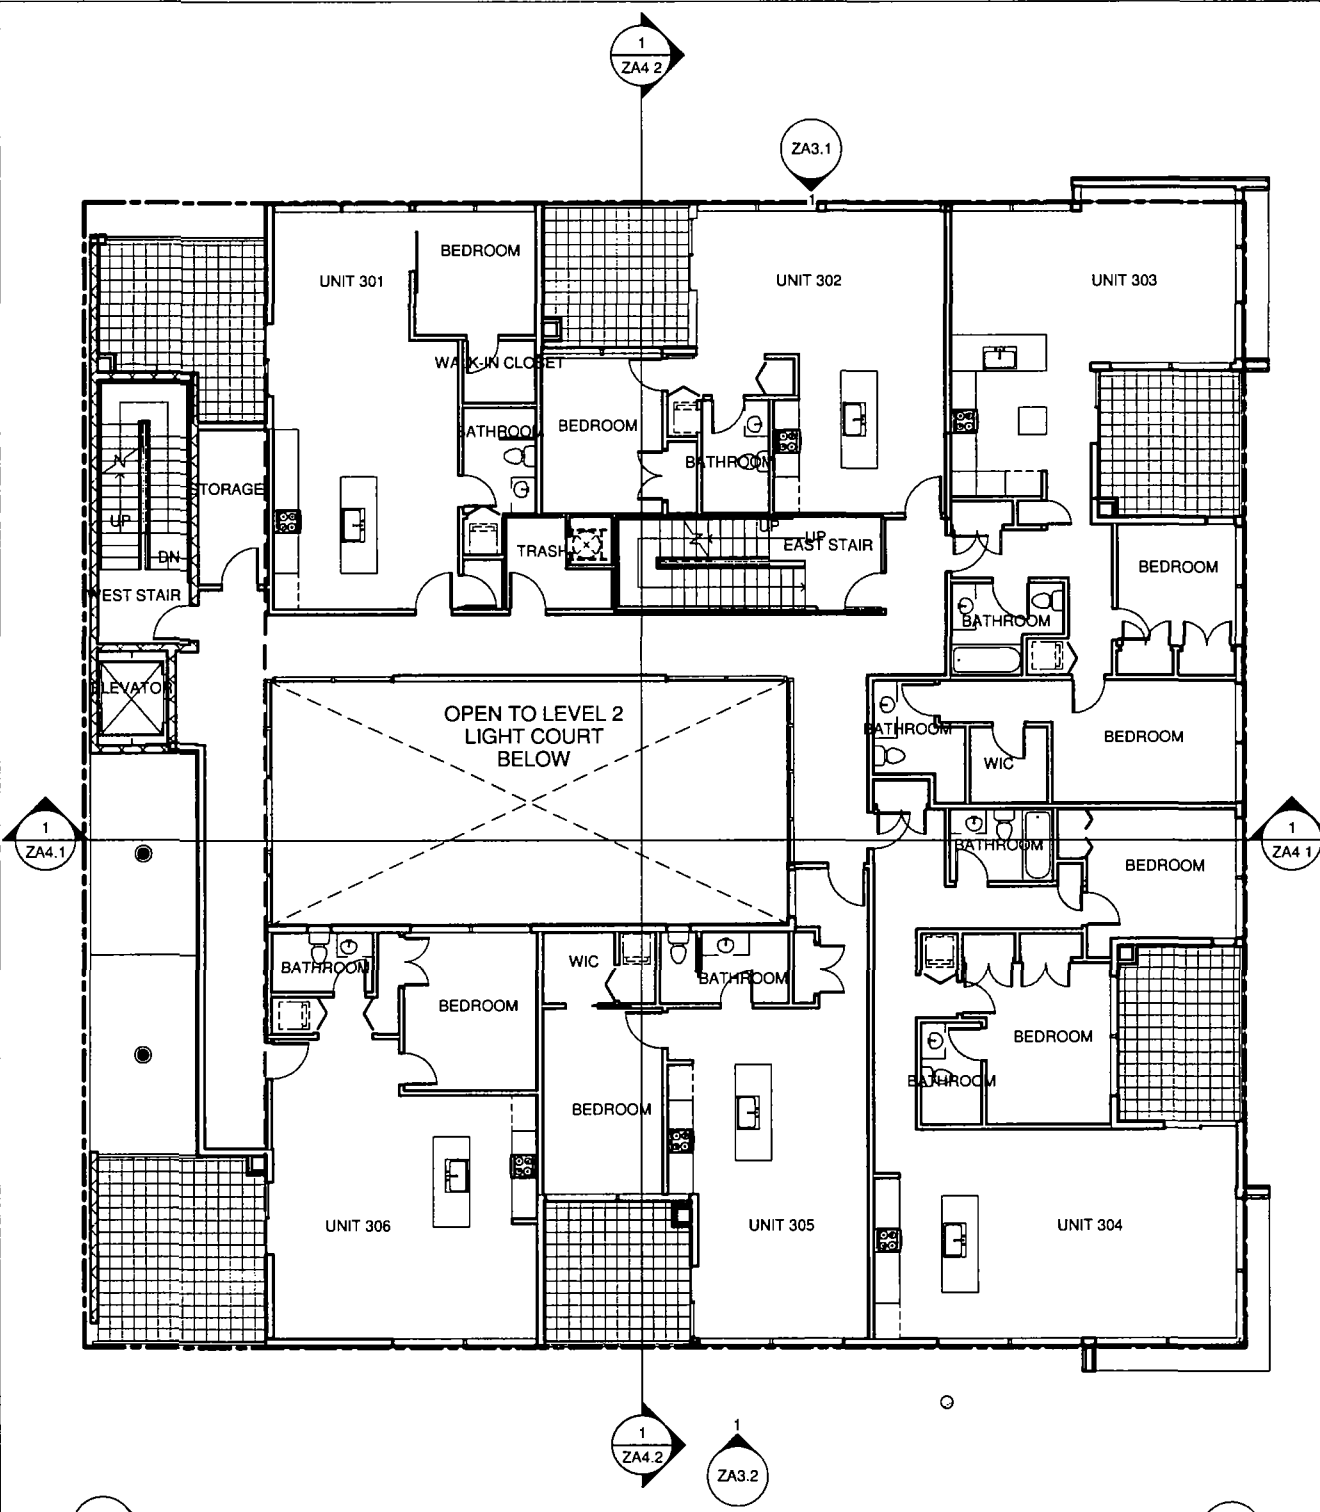 1
ZA4 2
ZA3.1
1
BEDROOM
UNIT 301
UNIT 302
UNIT 303
WALK-IN CLOSET
BATHROOM
BEDROOM
BATHROOM
TORAGE
UP
DN
TRASH
UP
UP
EAST STAIR
BEDROOM
WEST STAIR
BATHROOM
ELEVATOR
OPEN TO LEVEL 2
LIGHT COURT
BELOW
BATHROOM
WIC
BEDROOM
1
ZA4.1
1
ZA4 1
BATHROOM
BEDROOM
BATHROOM
WIC
BATHROOM
BEDROOM
BEDROOM
BATHROOM
BEDROOM
UNIT 306
UNIT 305
UNIT 304
1
ZA4.2
1
ZA3.2